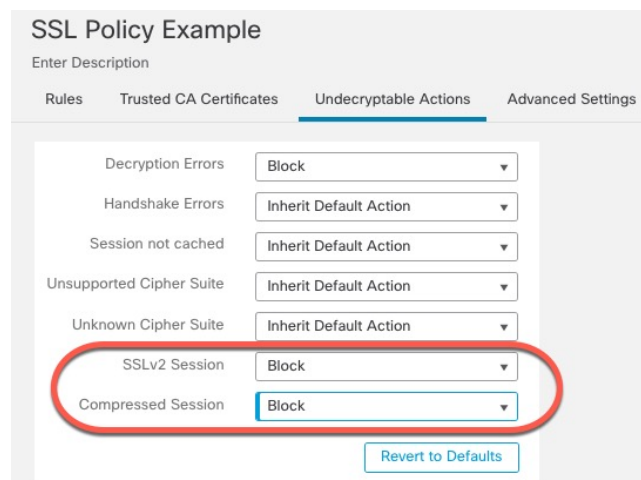 SSL Policy Example
Enter Description
Rules Trusted CA Certificates Undecryptable Actions Advanced Settings
Decryption Errors Block
Handshake Errors Inherit Default Action
Session not cached Inherit Default Action
Unsupported Cipher Suite Inherit Default Action
Unknown Cipher Suite Inherit Default Action
SSLv2 Session Block
Compressed Session Block
Revert to Defaults